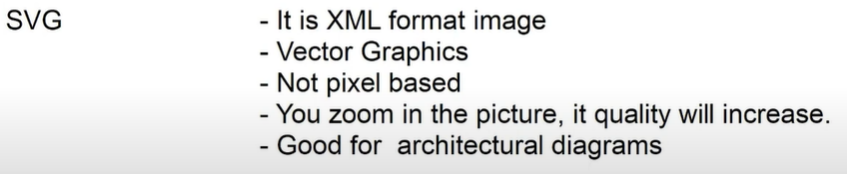 SVG - It is XML format image
- Vector Graphics
- Not pixel based
- You zoom in the picture, it quality will increase.
- Good for  architectural diagrams